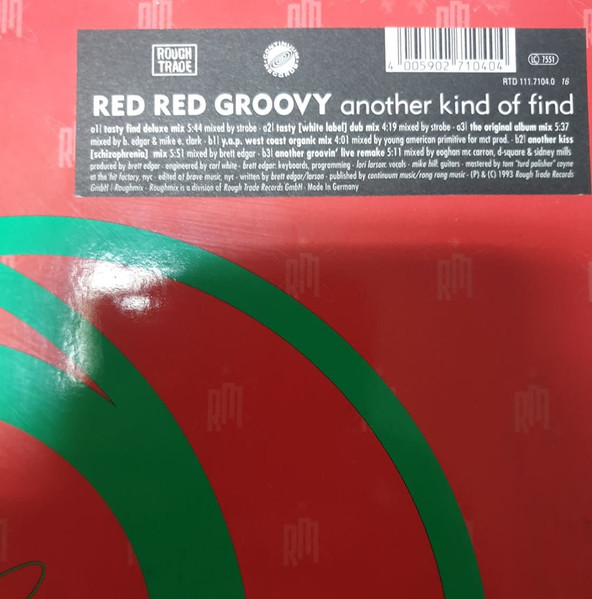 ROUGH
TRADE
CONTINUUM
RECORDS
4 005902 710404
LC 7551
RTD 111.7104.0 16
RED RED GROOVY another kind of find
a1| tasty find deluxe mix 5:44 mixed by strobe · a2| tasty [white label] dub mix 4:19 mixed by strobe · a3| the original album mix 5:37
mixed by b. edgar & mike e. clark · b1| y.a.p. west coast organic mix 4:01 mixed by young american primitive for mct prod. · b2| another kiss
[schizophrenia] mix 5:51 mixed by brett edgar · b3| another groovin' live remake 5:11 mixed by eoghan mc carron, d-square & sidney mills
produced by brett edgar · engineered by carl white · brett edgar: keyboards, programming · lori larson: vocals · mike hill: guitars · mastered by tom "turd polisher" coyne
at the 'hit factory, nyc · edited at brave music, nyc · written by brett edgar/larson · published by continuum music/rong rong music · (P) & (C) 1993 Rough Trade Records
GmbH | Roughmix · Roughmix is a division of Rough Trade Records GmbH · Made in Germany